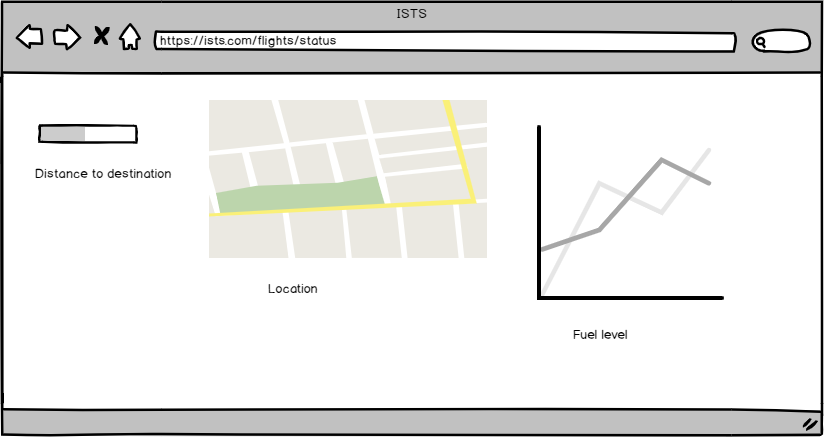 ISTS
https://ists.com/flights/status
Distance to destination
Location
Fuel level